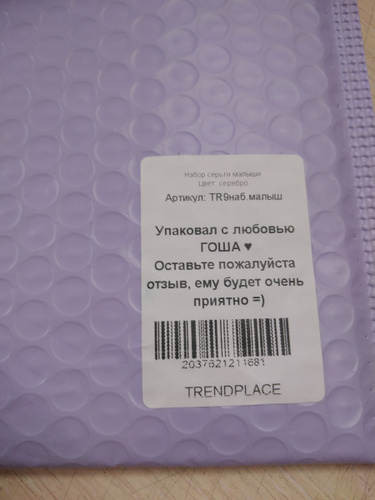 Набор серьги малыши
Цвет: серебро
Артикул: TR9наб.малыш
Упаковал с любовью
ГОША ♥
Оставьте пожалуйста
отзыв, ему будет очень
приятно =)
2037621211681
TRENDPLACE